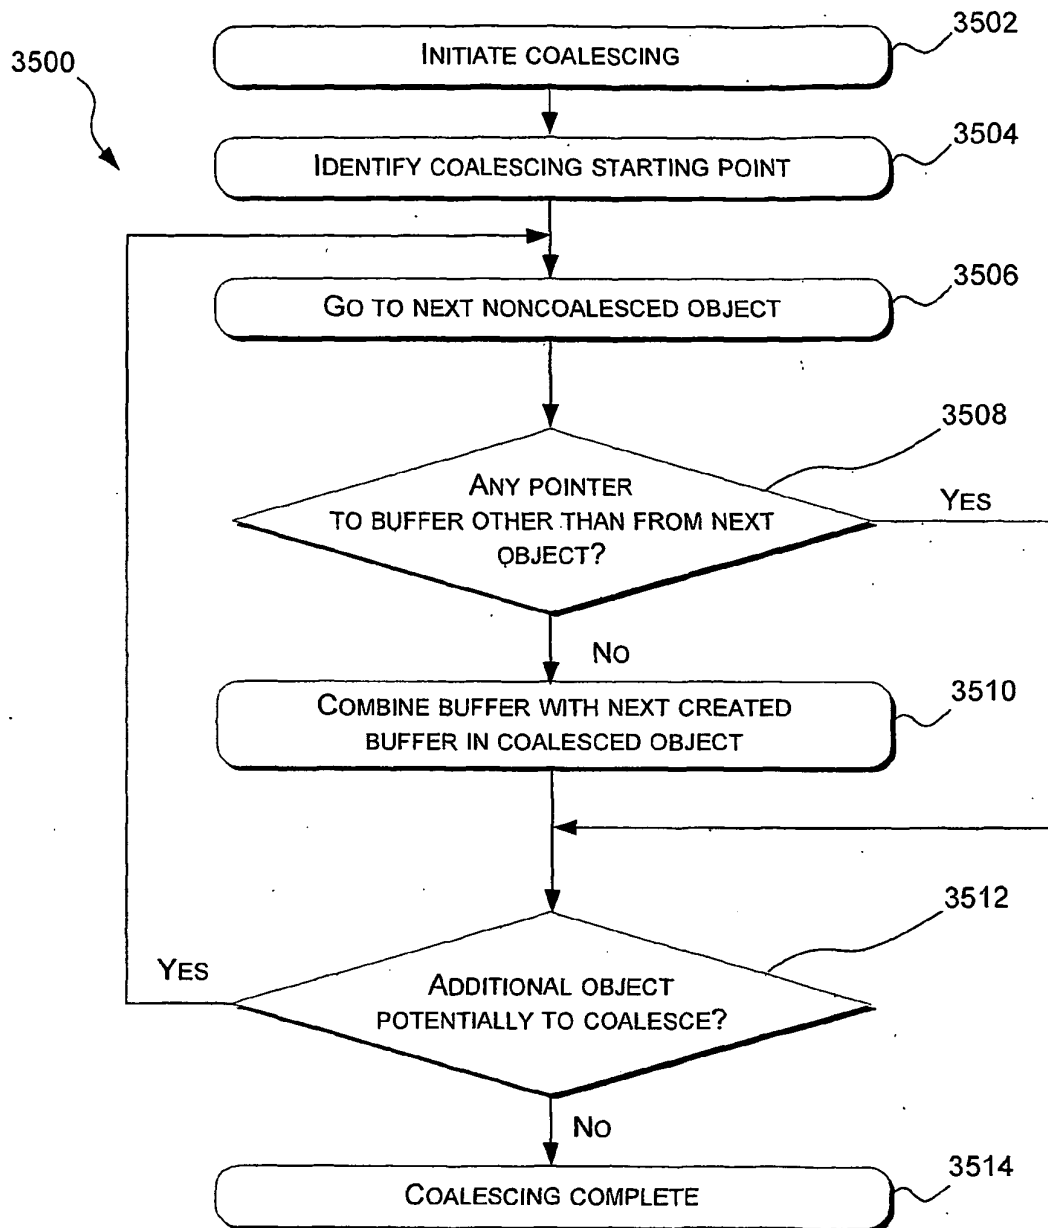 3500
3502
INITIATE COALESCING
3504
IDENTIFY COALESCING STARTING POINT
3506
GO TO NEXT NONCOALESCED OBJECT
3508
ANY POINTER
TO BUFFER OTHER THAN FROM NEXT
OBJECT?
YES
NO
3510
COMBINE BUFFER WITH NEXT CREATED
BUFFER IN COALESCED OBJECT
3512
YES
ADDITIONAL OBJECT
POTENTIALLY TO COALESCE?
NO
3514
COALESCING COMPLETE